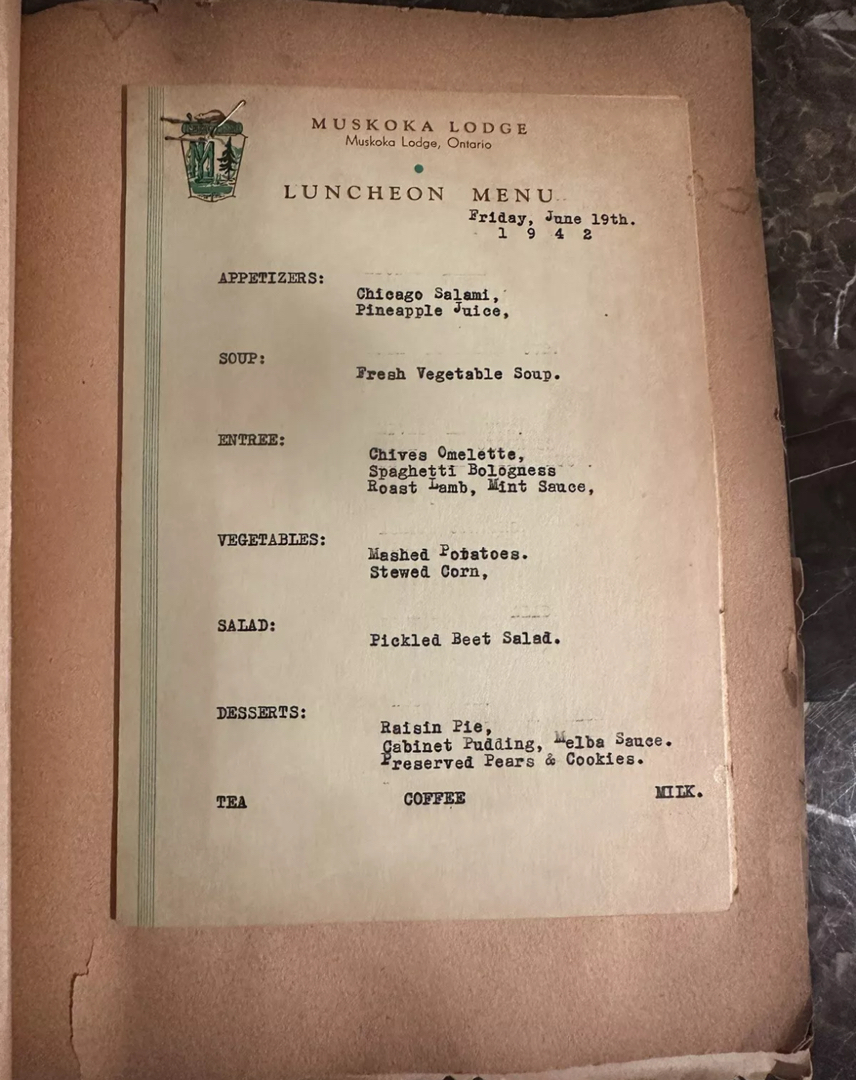 MUSKOKA LODGE
Muskoka Lodge, Ontario
LUNCHEON MENU
Friday, June 19th.
1 9 4 2
APPETIZERS:
Chicago Salami,
Pineapple Juice,
SOUP:
Fresh Vegetable Soup.
ENTREE:
Chives Omelette,
Spaghetti Bologness
Roast Lamb, Mint Sauce,
VEGETABLES:
Mashed Potatoes.
Stewed Corn,
SALAD:
Pickled Beet Salad.
DESSERTS:
Raisin Pie,
Cabinet Pudding, Melba Sauce.
Preserved Pears & Cookies.
TEA COFFEE MILK.